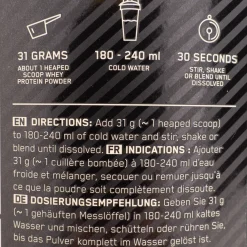 31 GRAMS
ABOUT 1 HEAPED
SCOOP WHEY
PROTEIN POWDER
180 - 240 ml
COLD WATER
30 SECONDS
STIR, SHAKE
OR BLEND UNTIL
DISSOLVED
EN DIRECTIONS: Add 31 g (~ 1 heaped scoop)
to 180-240 ml of cold water and stir, shake or
blend until dissolved. FR INDICATIONS : Ajouter
31 g (~ 1 cuillère bombée) à 180-240 ml d'eau
froide et mélanger, secouer ou remuer jusqu'à
ce que la poudre soit complètement dissoute.
DE DOSIERUNGSEMPFEHLUNG: Geben Sie 31 g
(~ 1 gehäuften Messlöffel) in 180-240 ml kaltes
Wasser und mischen, schütteln oder rühren Sie,
bis das Pulver komplett im Wasser gelöst ist.